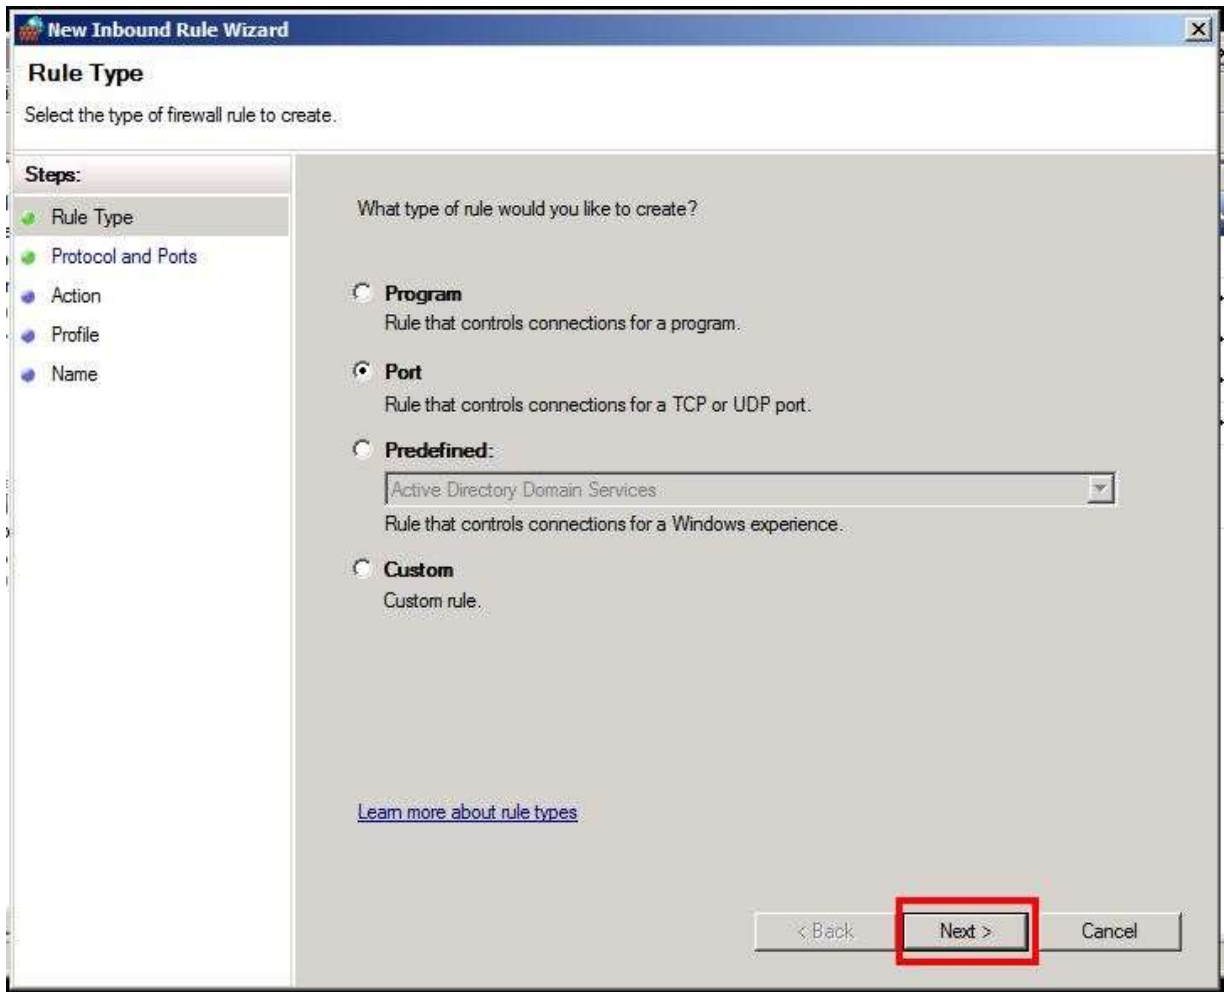 New Inbound Rule Wizard
Rule Type
Select the type of firewall rule to create.
Steps:
Rule Type
Protocol and Ports
Action
Profile
Name
What type of rule would you like to create?
Program
Rule that controls connections for a program.
Port
Rule that controls connections for a TCP or UDP port.
Predefined:
Active Directory Domain Services
Rule that controls connections for a Windows experience.
Custom
Custom rule.
Learn more about rule types
< Back
Next >
Cancel